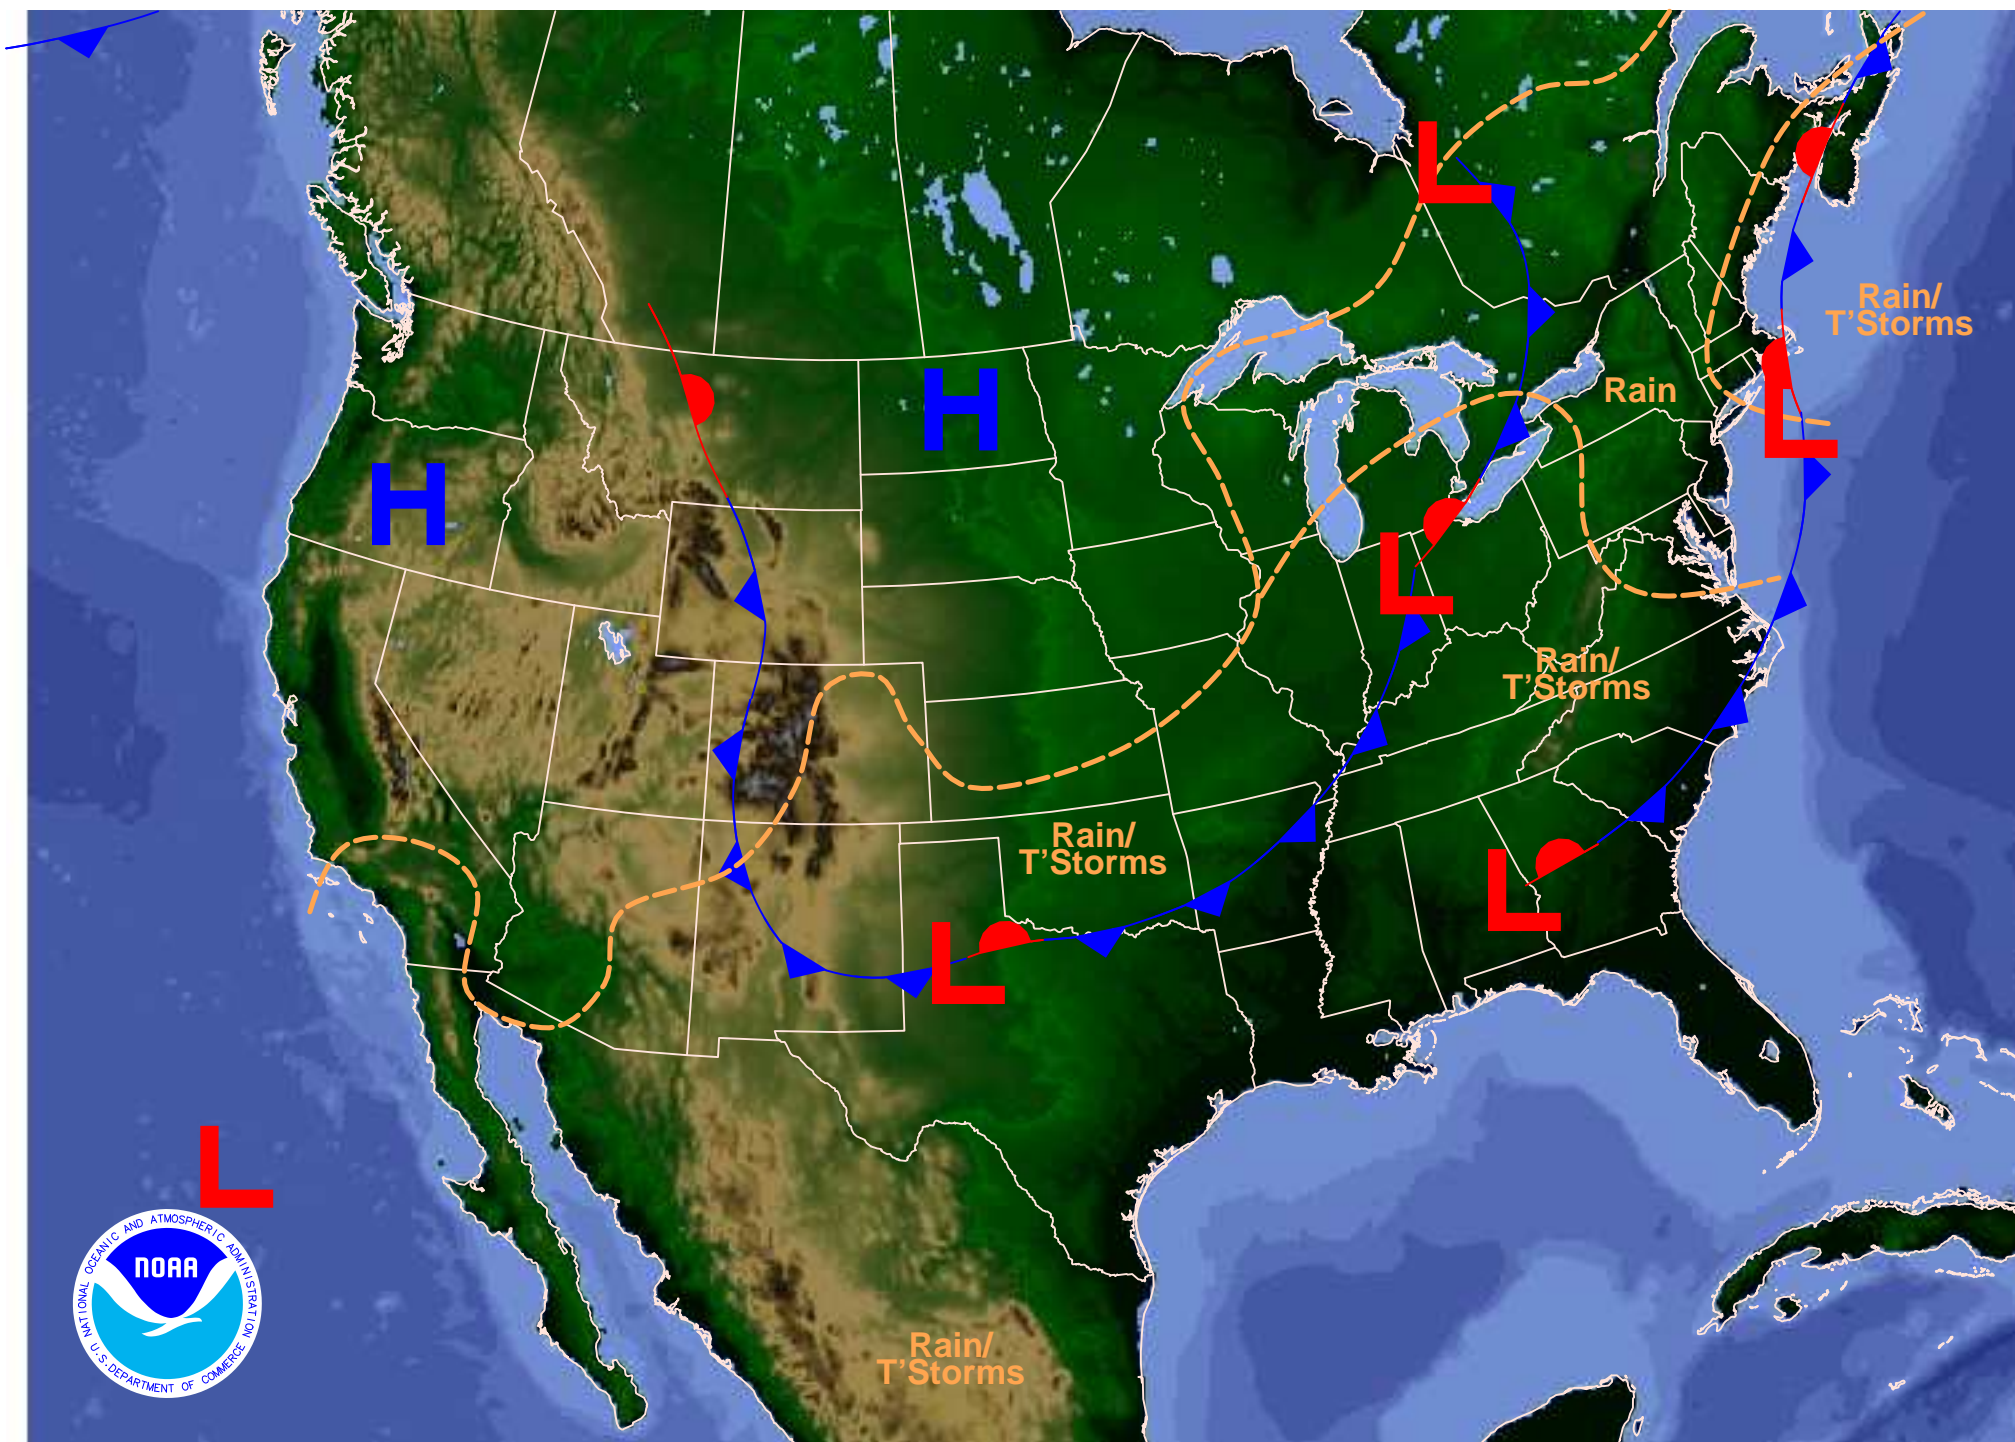 L
Rain/
T'Storms
H
Rain
L
H
L
Rain/
T'Storms
Rain/
T'Storms
L
L
L
NATIONAL OCEANIC AND ATMOSPHERIC ADMINISTRATION
NOAA
U.S. DEPARTMENT OF COMMERCE
Rain/
T'Storms